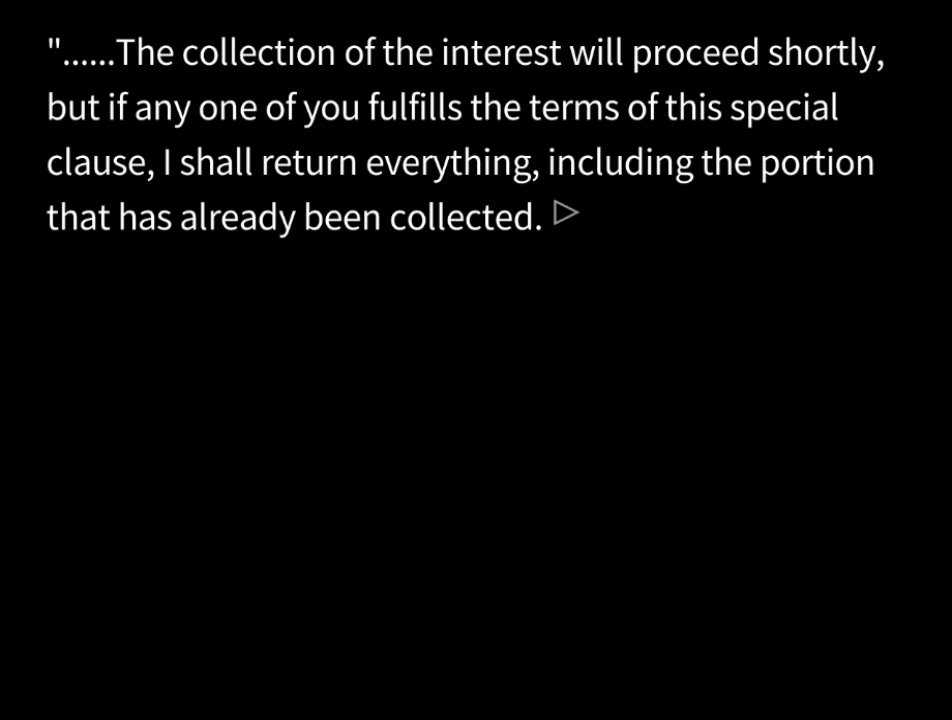 "......The collection of the interest will proceed shortly,
but if any one of you fulfills the terms of this special
clause, I shall return everything, including the portion
that has already been collected.